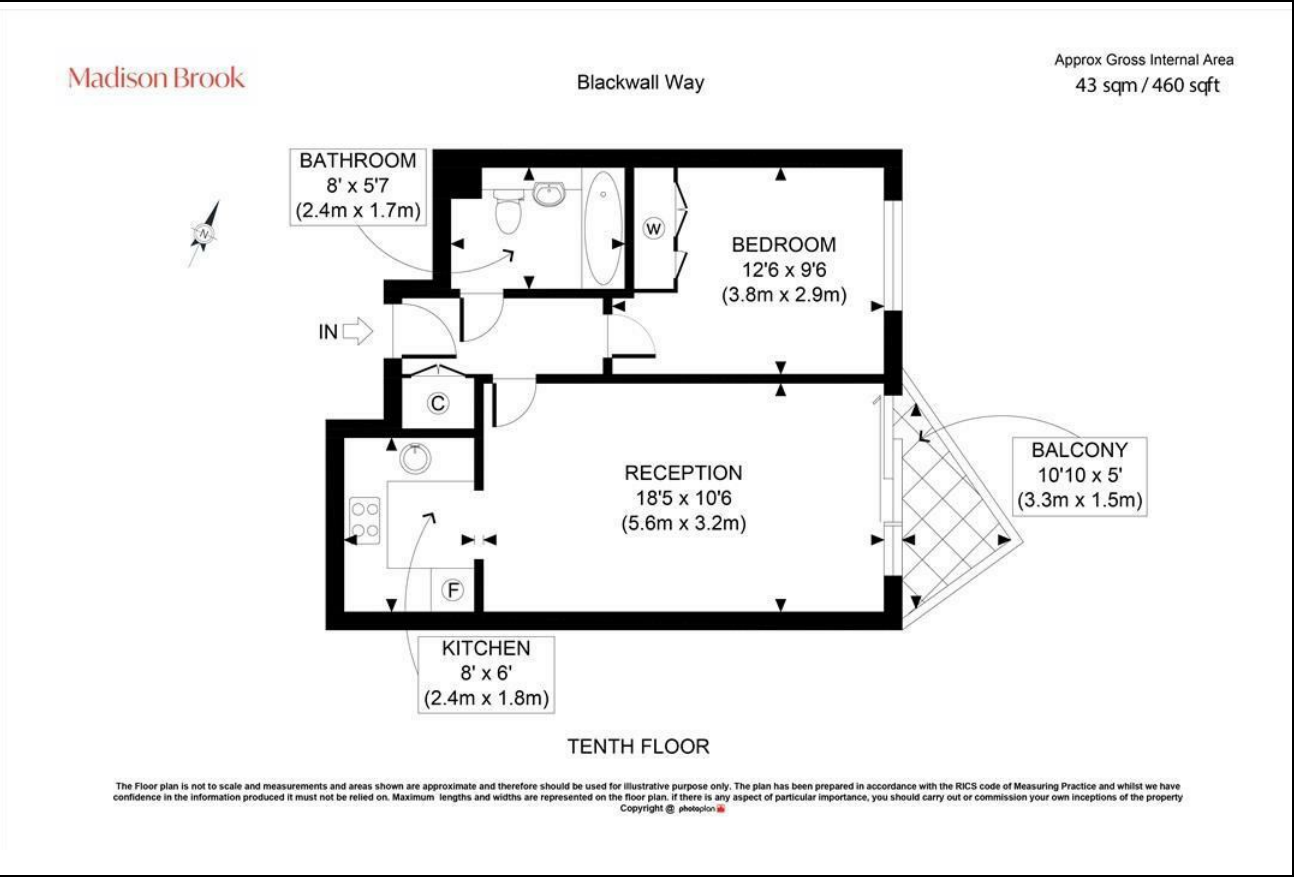 Madison Brook
Blackwall Way
Approx Gross Internal Area
43 sqm / 460 sqft
BATHROOM
8' x 5'7
(2.4m x 1.7m)
N
W
BEDROOM
12'6 x 9'6
(3.8m x 2.9m)
IN
C
RECEPTION
18'5 x 10'6
(5.6m x 3.2m)
BALCONY
10'10 x 5'
(3.3m x 1.5m)
F
KITCHEN
8' x 6'
(2.4m x 1.8m)
TENTH FLOOR
The Floor plan is not to scale and measurements and areas shown are approximate and therefore should be used for illustrative purpose only. The plan has been prepared in accordance with the RICS code of Measuring Practice and whilst we have
confidence in the information produced it must not be relied on. Maximum lengths and widths are represented on the floor plan. if there is any aspect of particular importance, you should carry out or commission your own inceptions of the property
Copyright @ photoplan